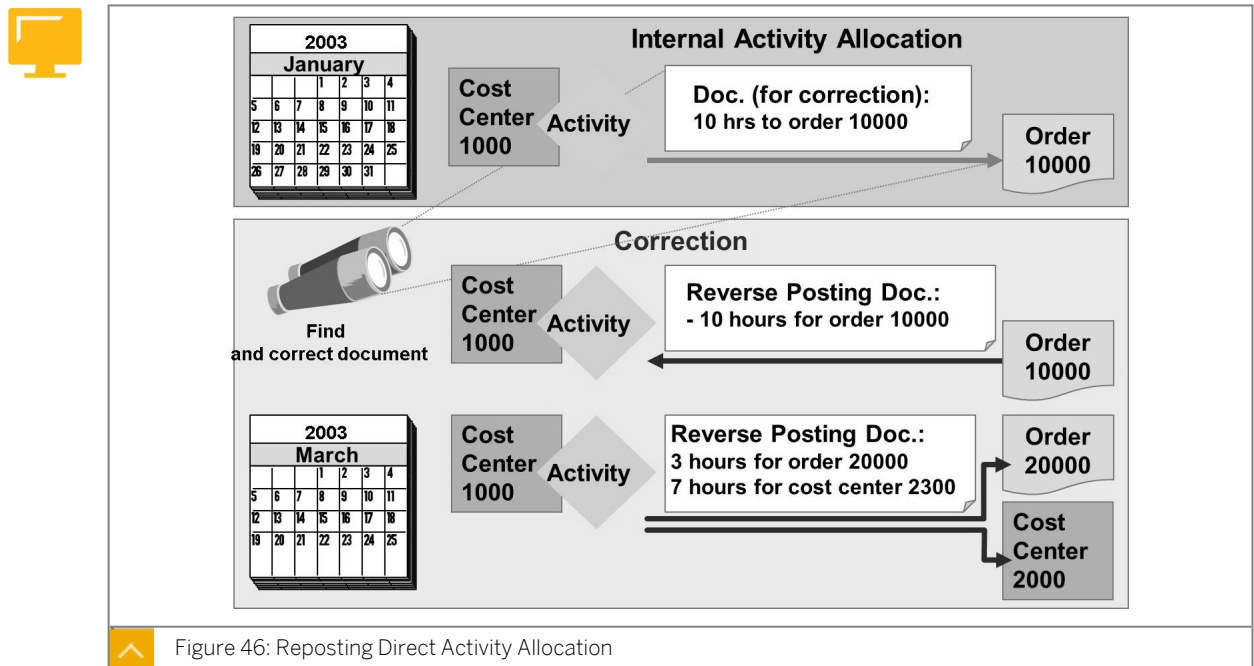 2003
January
1 2 3 4
5 6 7 8 9 10 11
12 13 14 15 16 17 18
19 20 21 22 23 24 25
26 27 28 29 30 31
Internal Activity Allocation
Cost
Center
1000
Activity
Doc. (for correction):
10 hrs to order 10000
Order
10000
Correction
Find
and correct document
Cost
Center
1000
Activity
Reverse Posting Doc.:
- 10 hours for order 10000
Order
10000
2003
March
1 2 3 4
5 6 7 8 9 10 11
12 13 14 15 16 17 18
19 20 21 22 23 24 25
Cost
Center
1000
Activity
Reverse Posting Doc.:
3 hours for order 20000
7 hours for cost center 2300
Order
20000
Cost
Center
2000
Figure 46: Reposting Direct Activity Allocation